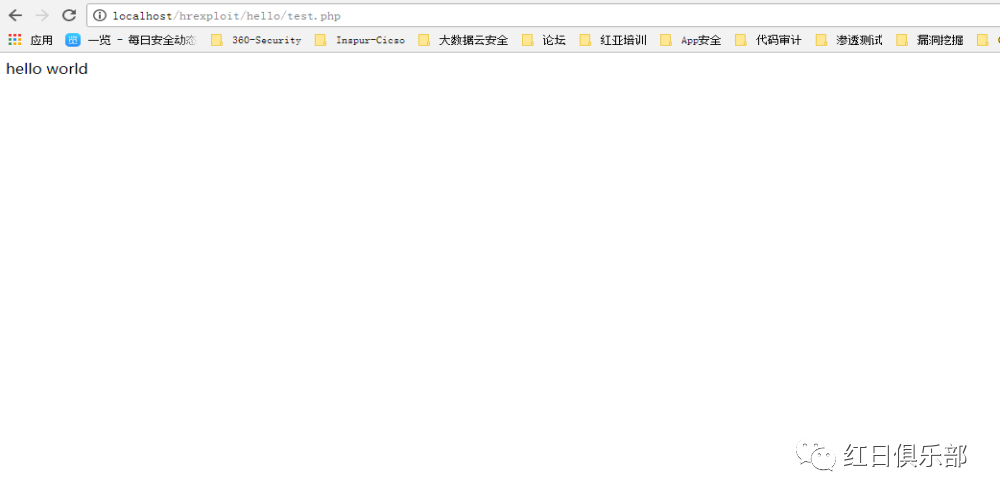 localhost/hrexploit/hello/test.php
应用 一览 - 每日安全动态 360-Security Inspur-Cicso 大数据云安全 论坛 红亚培训 App安全 代码审计 渗透测试 漏洞挖掘
hello world
红日俱乐部